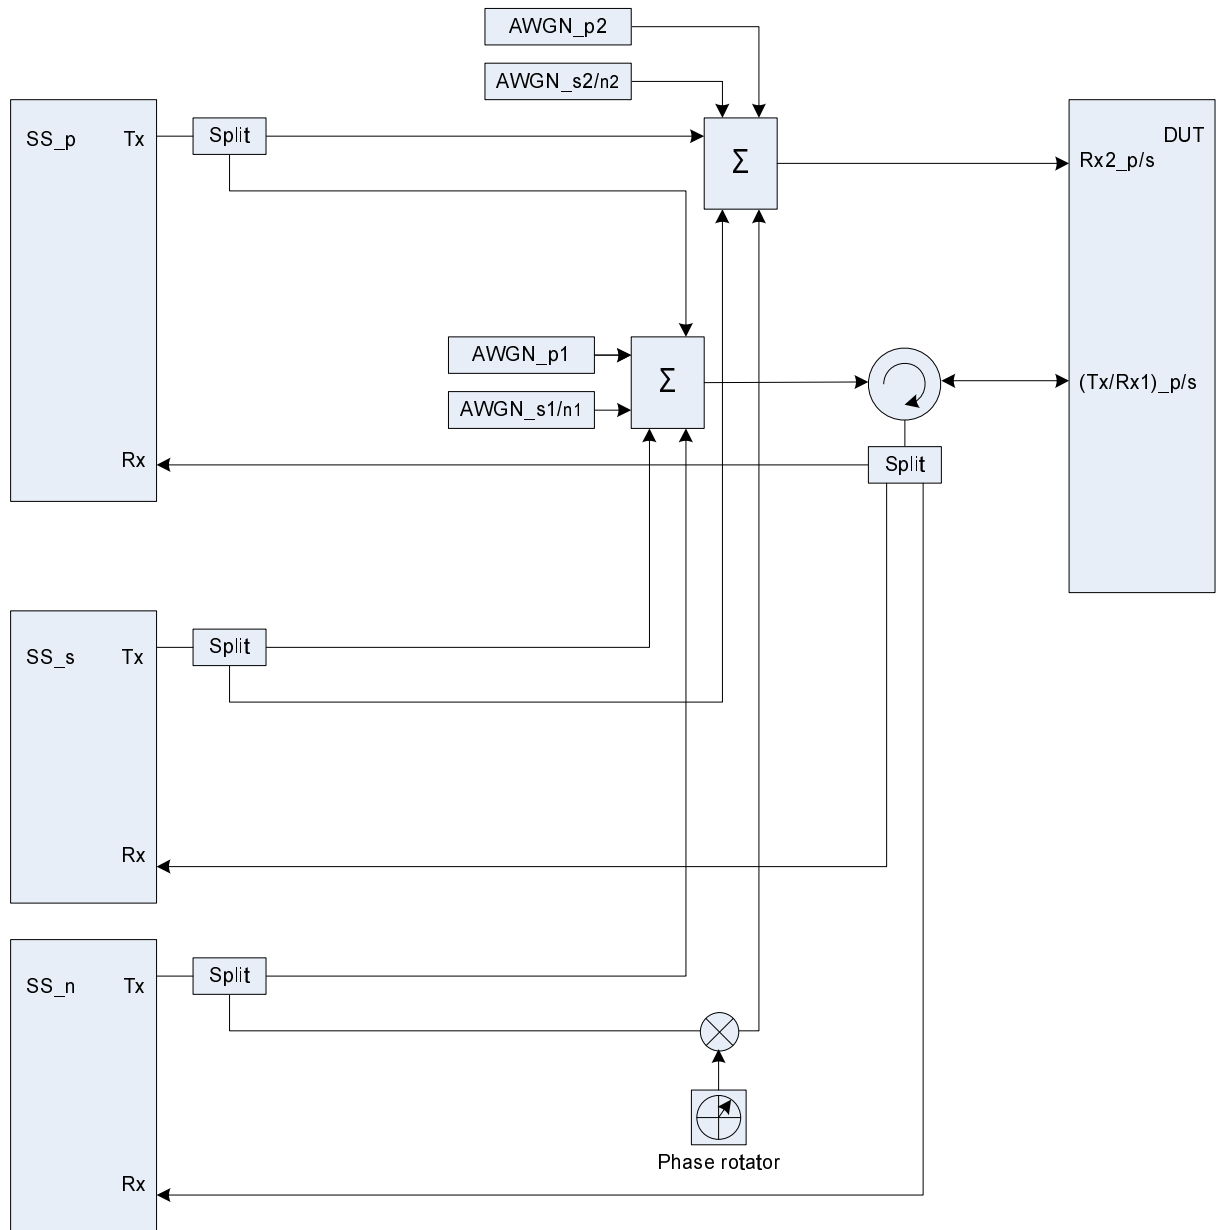 AWGN_p2
AWGN_s2/n2
SS_p
Tx
Split
Σ
DUT
Rx2_p/s
AWGN_p1
AWGN_s1/n1
Σ
(Tx/Rx1)_p/s
Rx
Split
SS_s
Tx
Split
Rx
SS_n
Tx
Split
Phase rotator
Rx